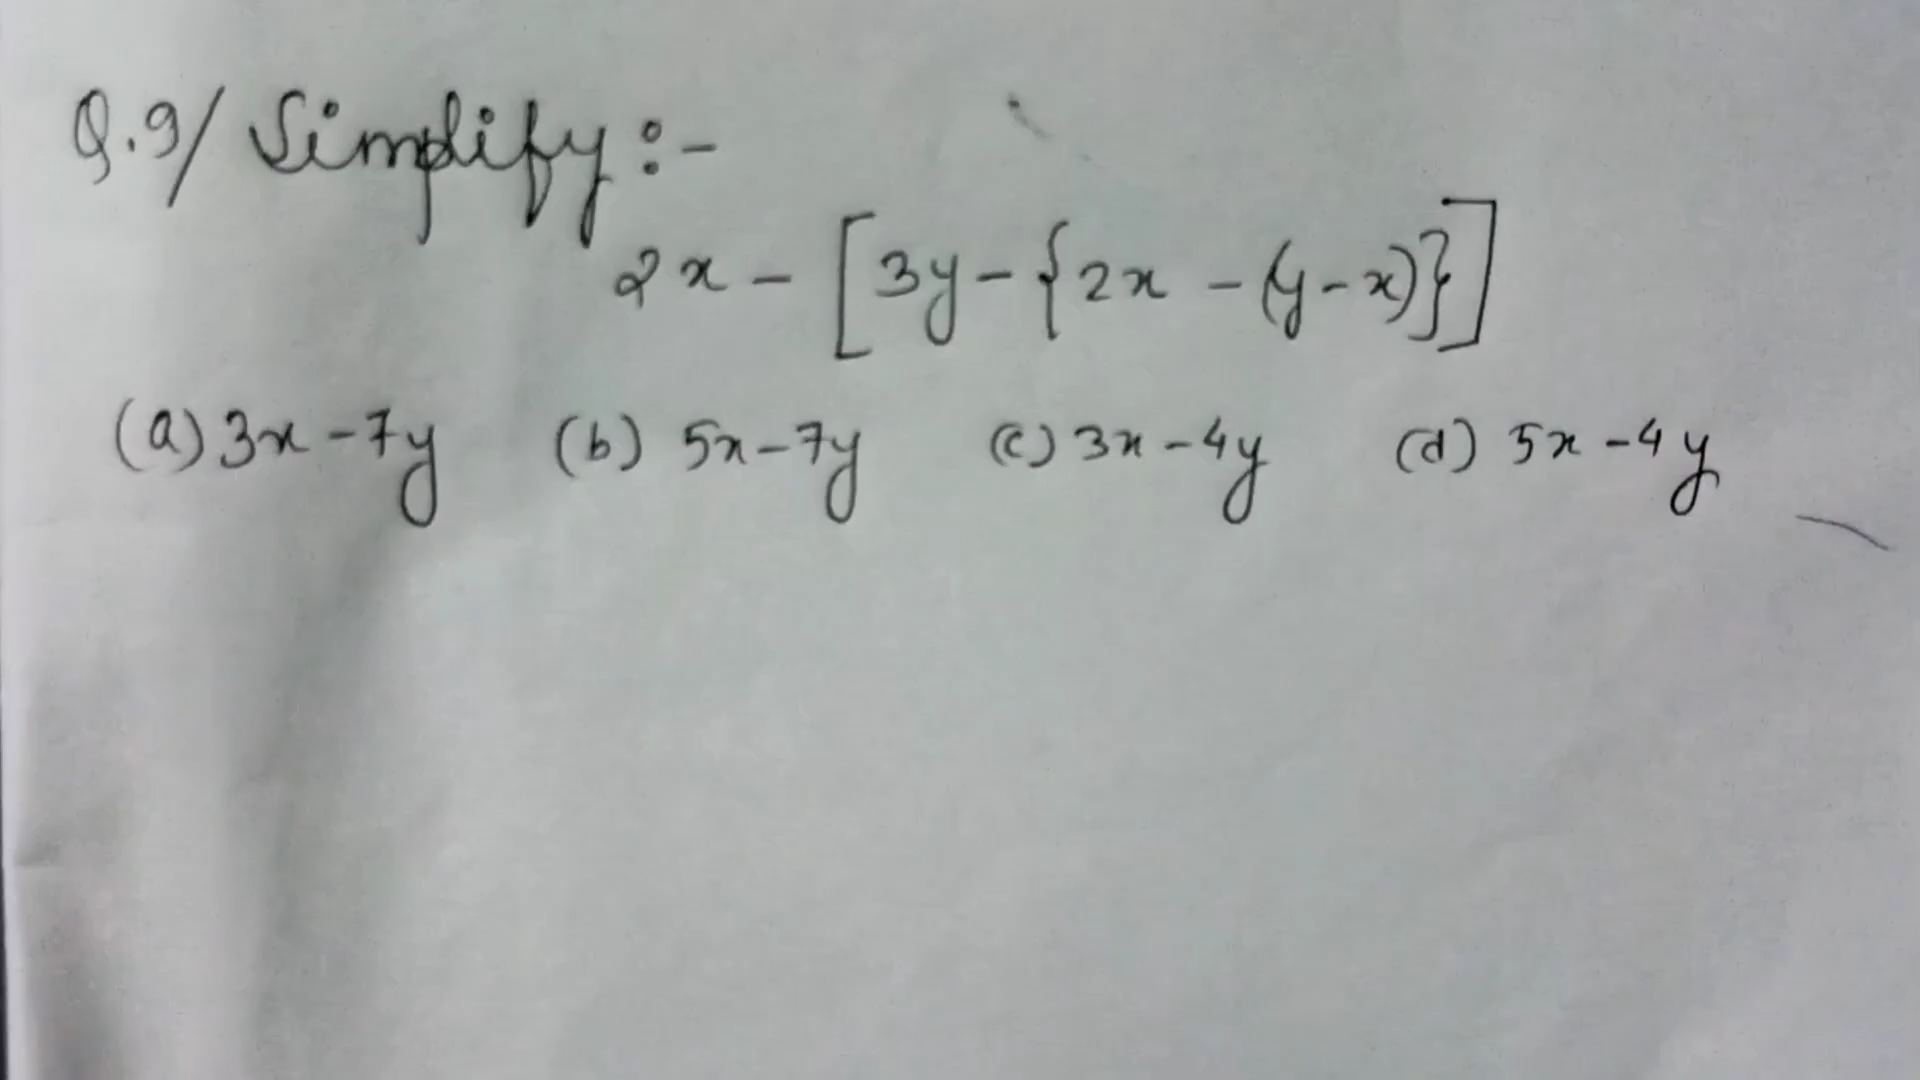 Q.9/ Simplify :-
2x - [3y - {2x - (y - x)}]
(a) 3x - 7y (b) 5x - 7y (c) 3x - 4y (d) 5x - 4y